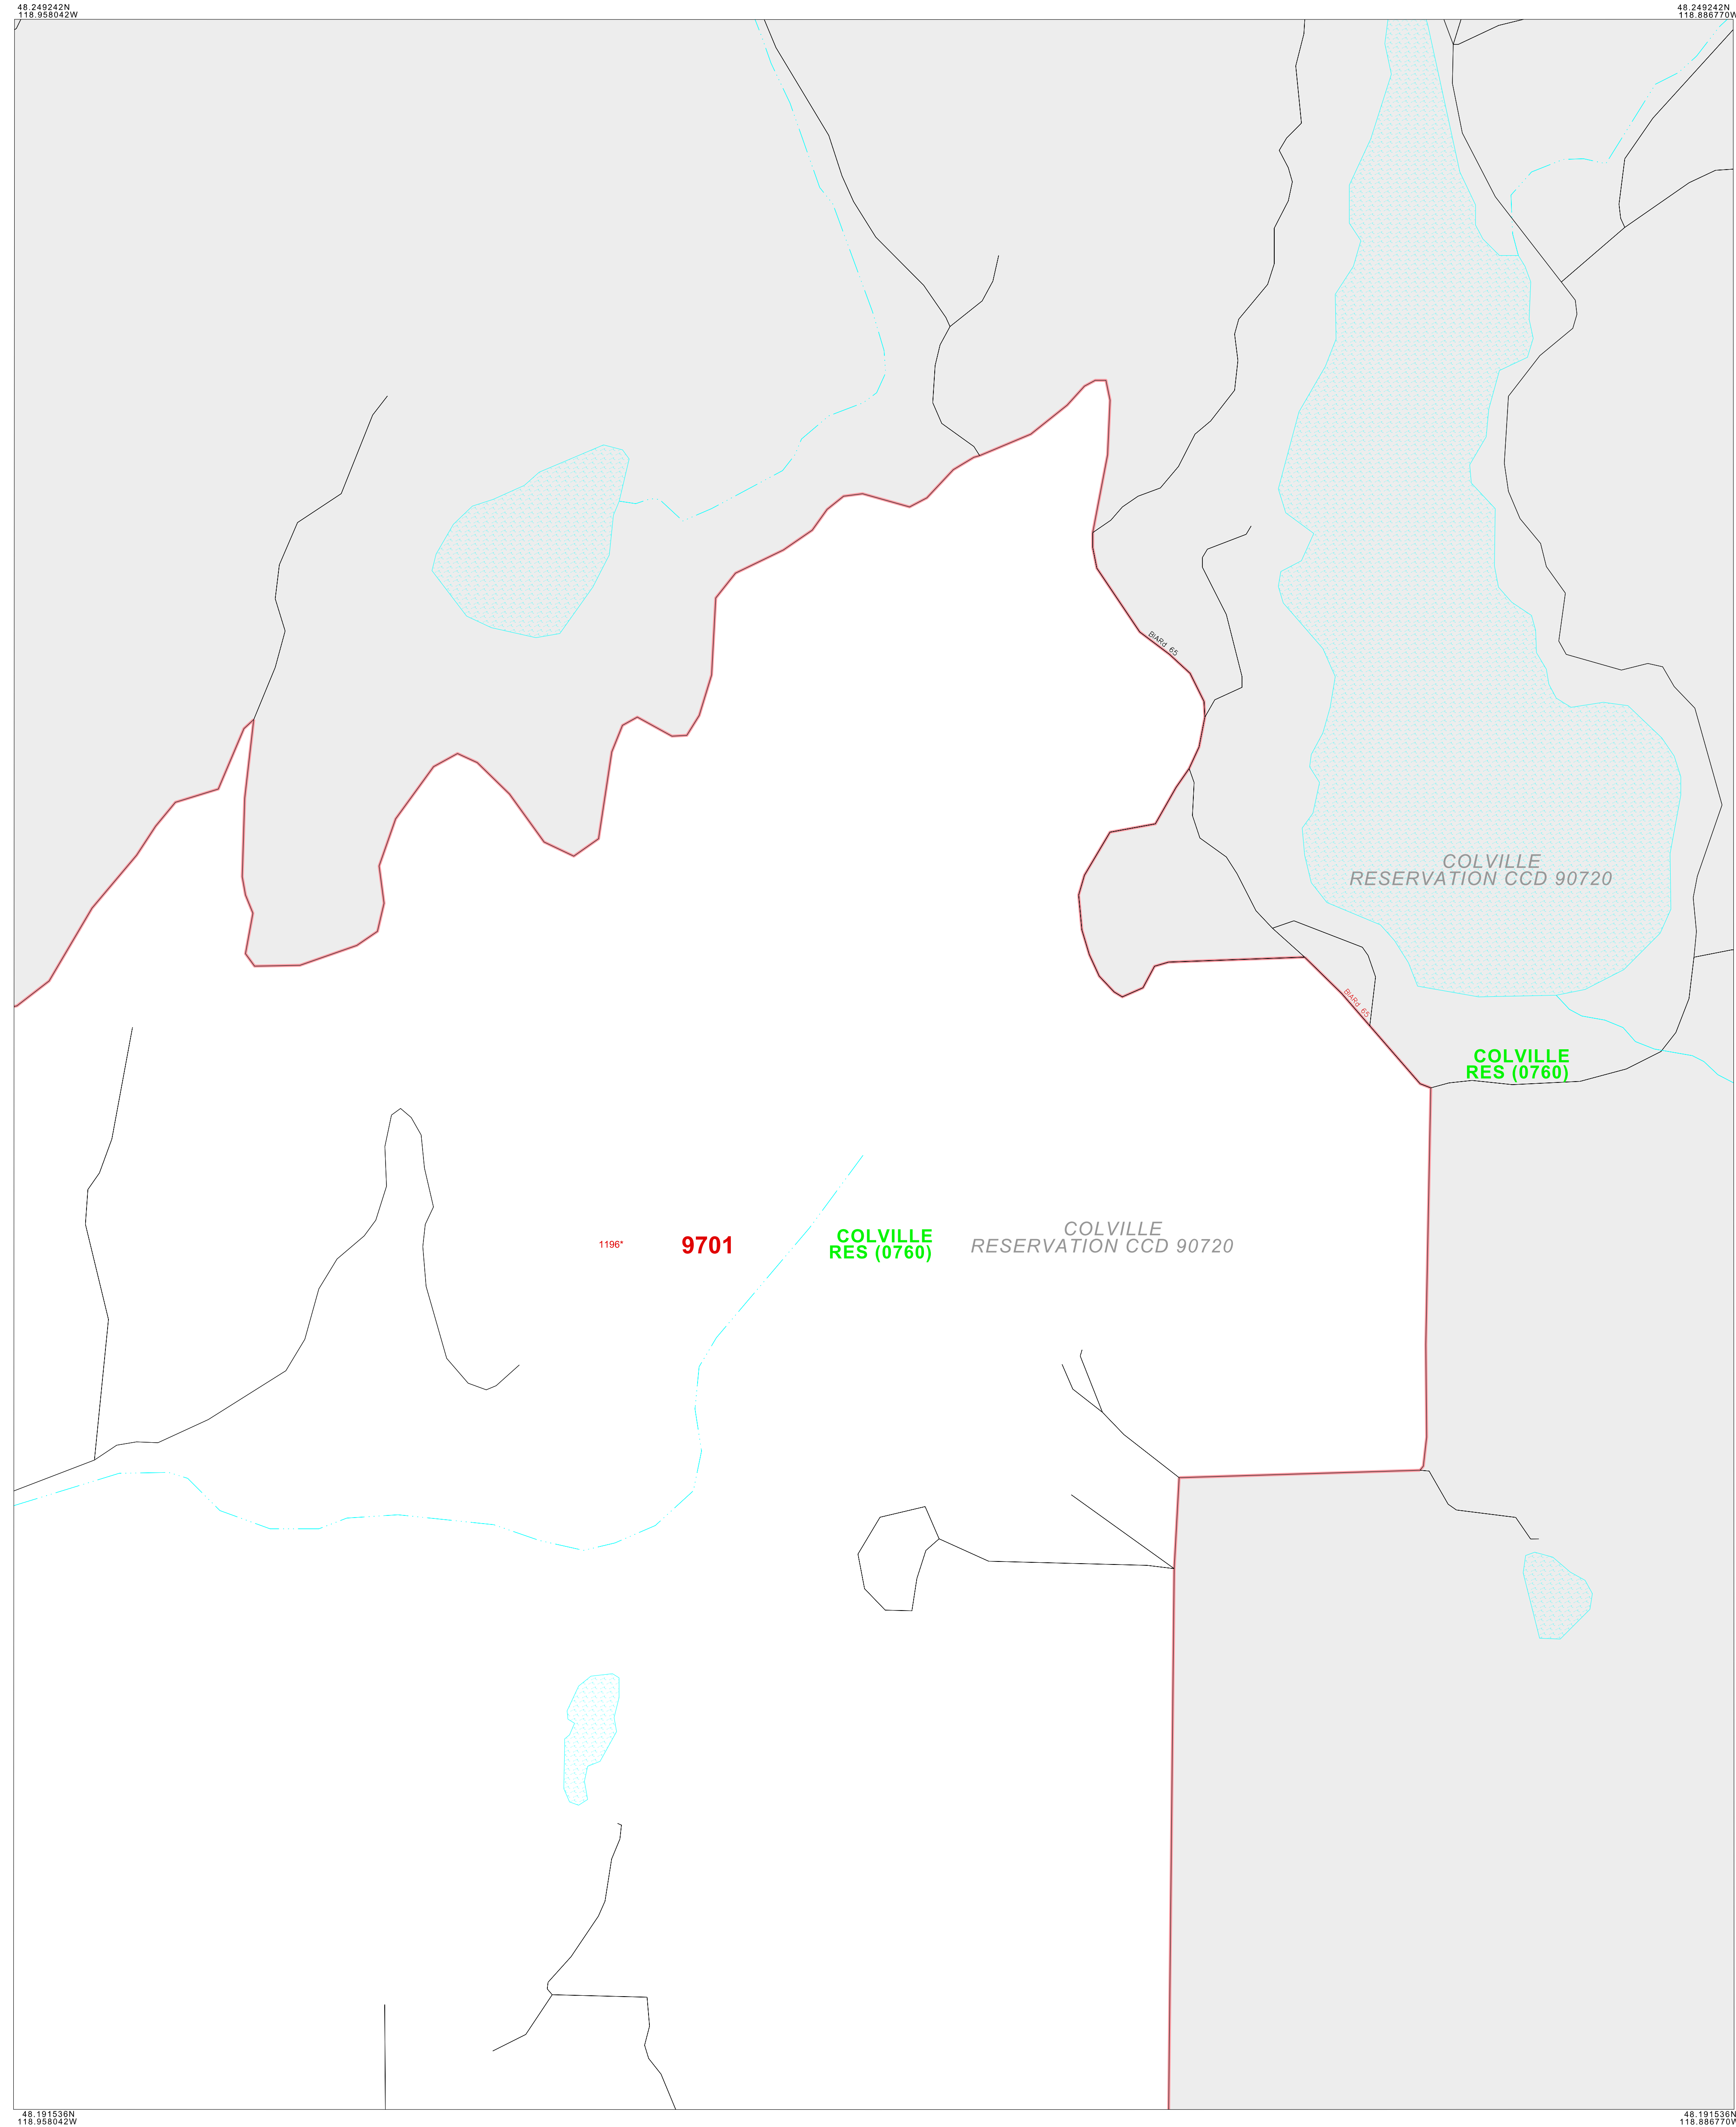 48.249242N
118.958042W
48.249242N
118.886770W
BIARd 65
COLVILLE
RESERVATION CCD 90720
BIARd 65
COLVILLE
RES (0760)
1196*
9701
COLVILLE
RES (0760)
COLVILLE
RESERVATION CCD 90720
48.191536N
118.958042W
48.191536N
118.886770W